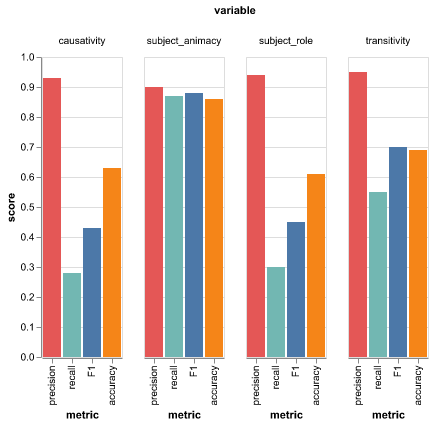 variable
causativity subject_animacy subject_role transitivity
score
1.0
0.9
0.8
0.7
0.6
0.5
0.4
0.3
0.2
0.1
0.0
precision recall F1 accuracy precision recall F1 accuracy precision recall F1 accuracy precision recall F1 accuracy
metric metric metric metric